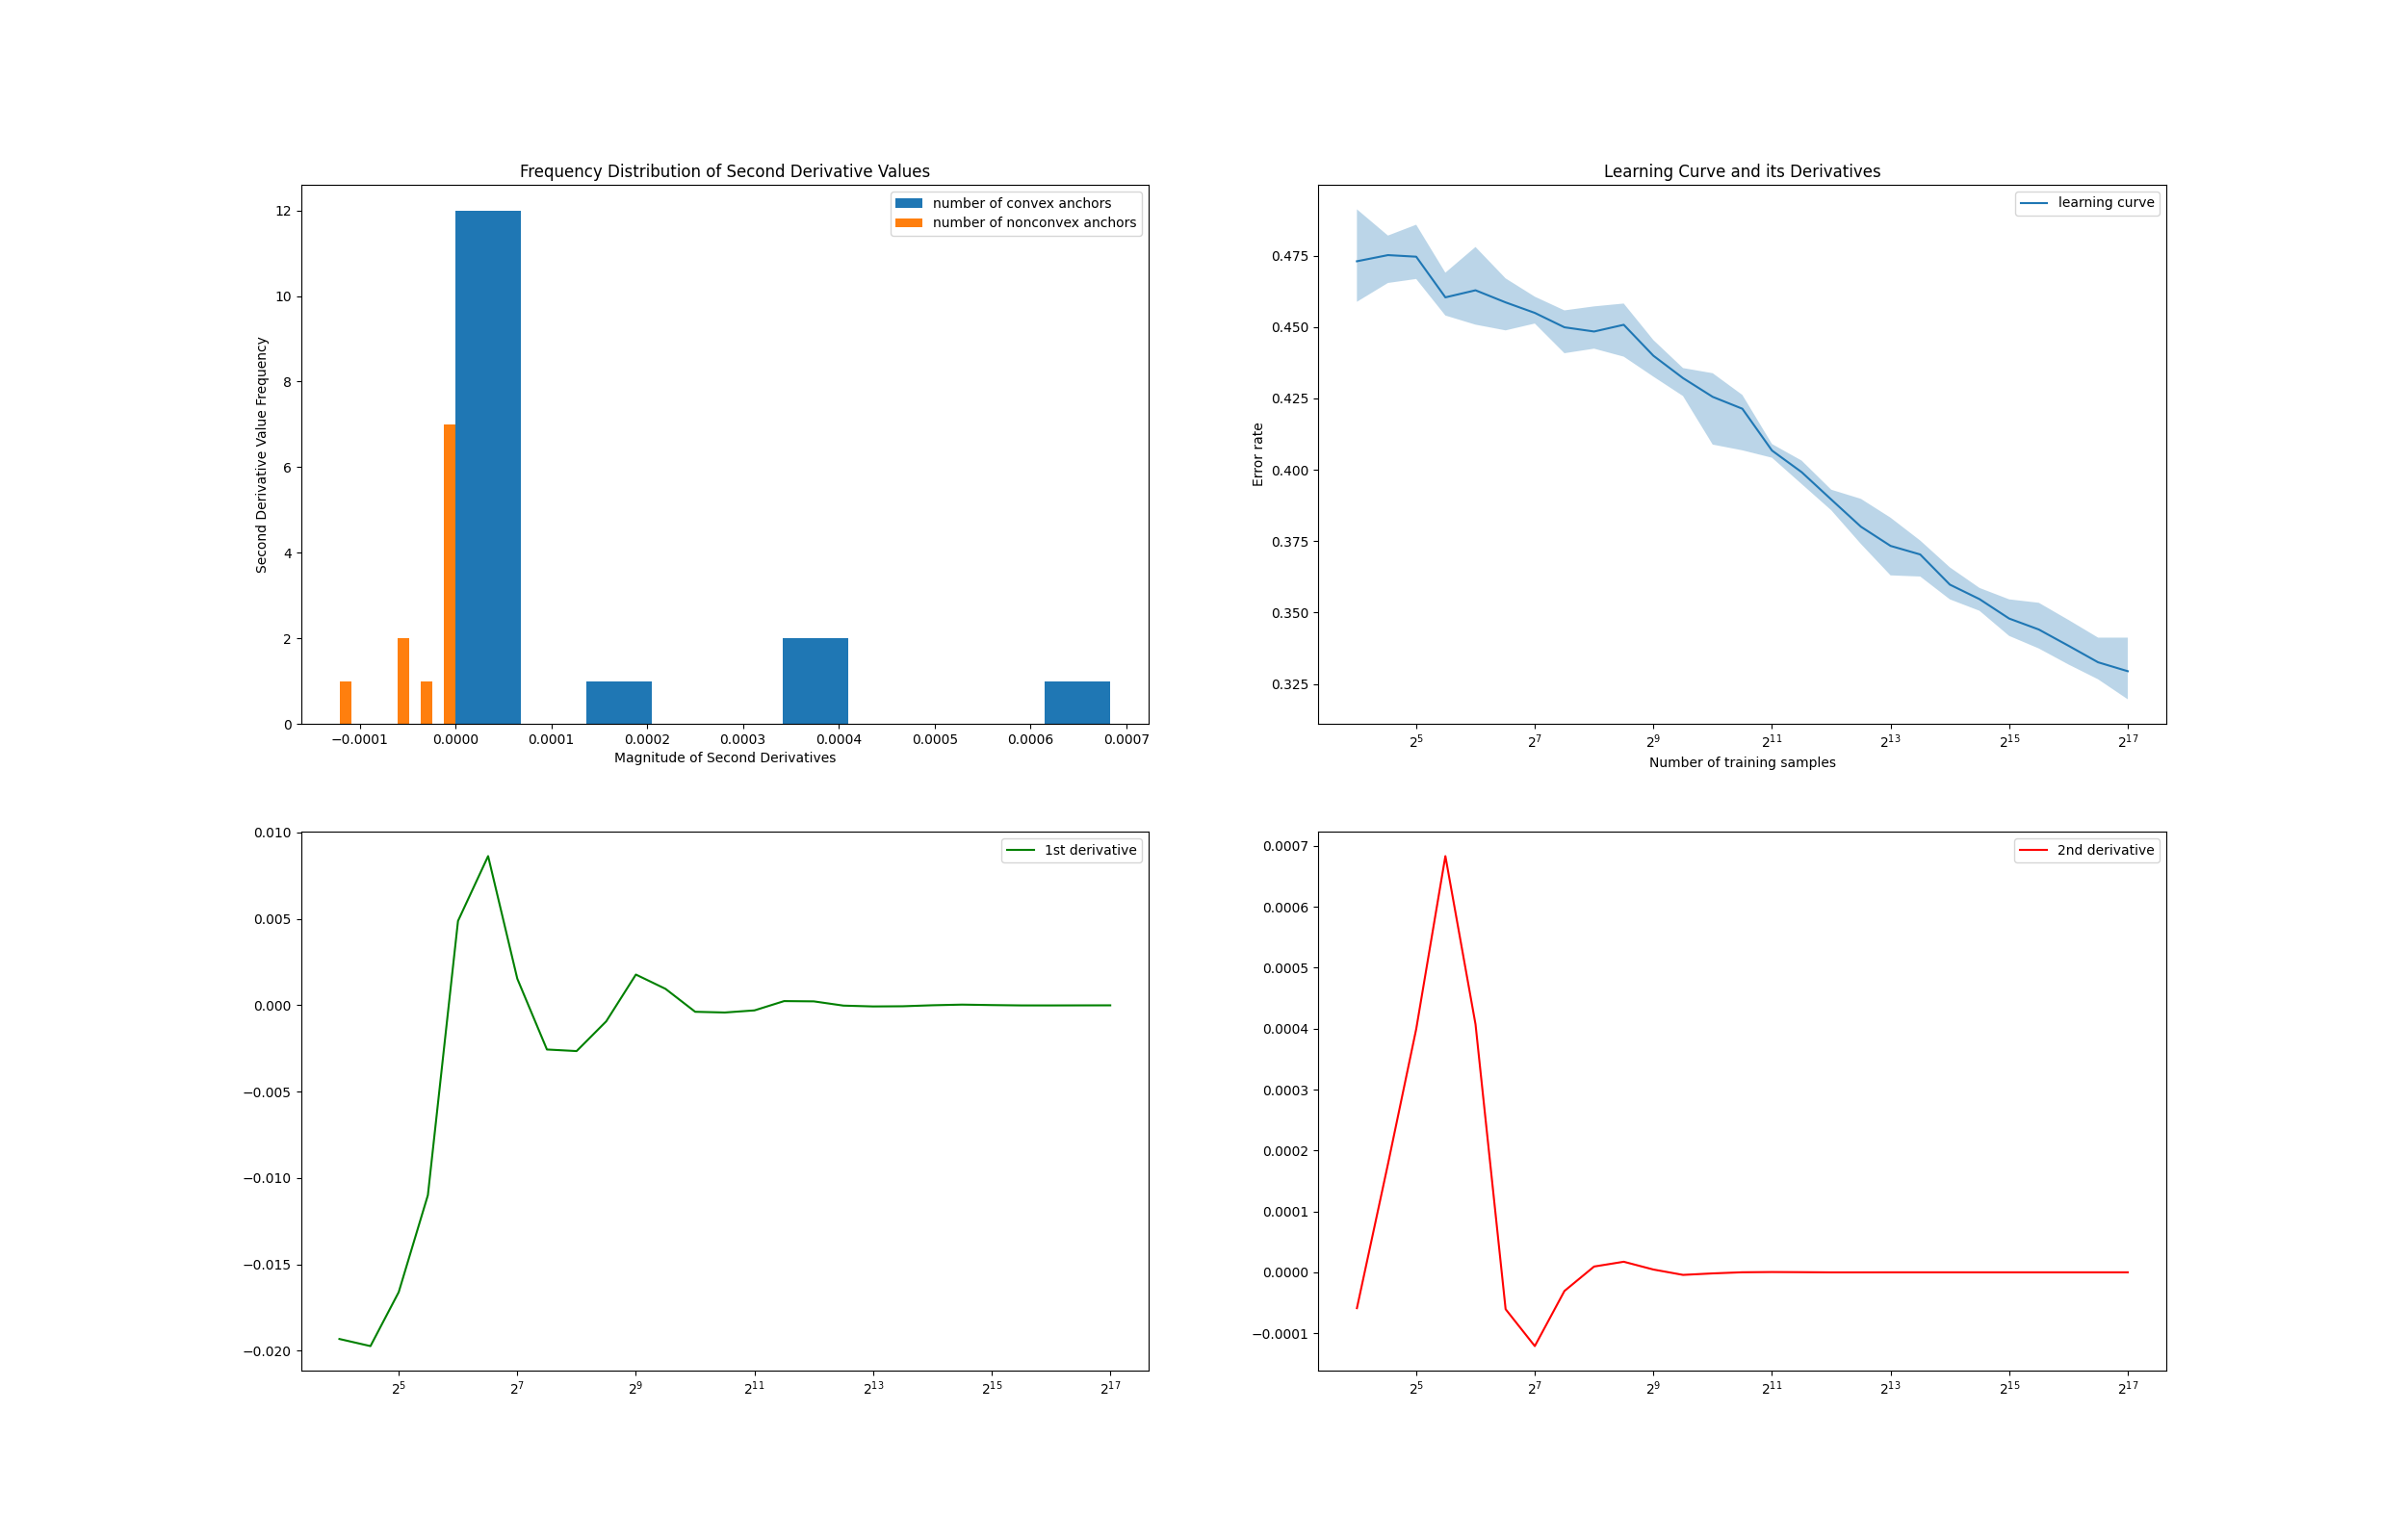 Frequency Distribution of Second Derivative Values
number of convex anchors
number of nonconvex anchors
12
10
8
6
4
2
0
Second Derivative Value Frequency
−0.0001 0.0000 0.0001 0.0002 0.0003 0.0004 0.0005 0.0006 0.0007
Magnitude of Second Derivatives
Learning Curve and its Derivatives
learning curve
0.475
0.450
0.425
0.400
0.375
0.350
0.325
Error rate
2⁵ 2⁷ 2⁹ 2¹¹ 2¹³ 2¹⁵ 2¹⁷
Number of training samples
1st derivative
0.010
0.005
0.000
−0.005
−0.010
−0.015
−0.020
2⁵ 2⁷ 2⁹ 2¹¹ 2¹³ 2¹⁵ 2¹⁷
2nd derivative
0.0007
0.0006
0.0005
0.0004
0.0003
0.0002
0.0001
0.0000
−0.0001
2⁵ 2⁷ 2⁹ 2¹¹ 2¹³ 2¹⁵ 2¹⁷